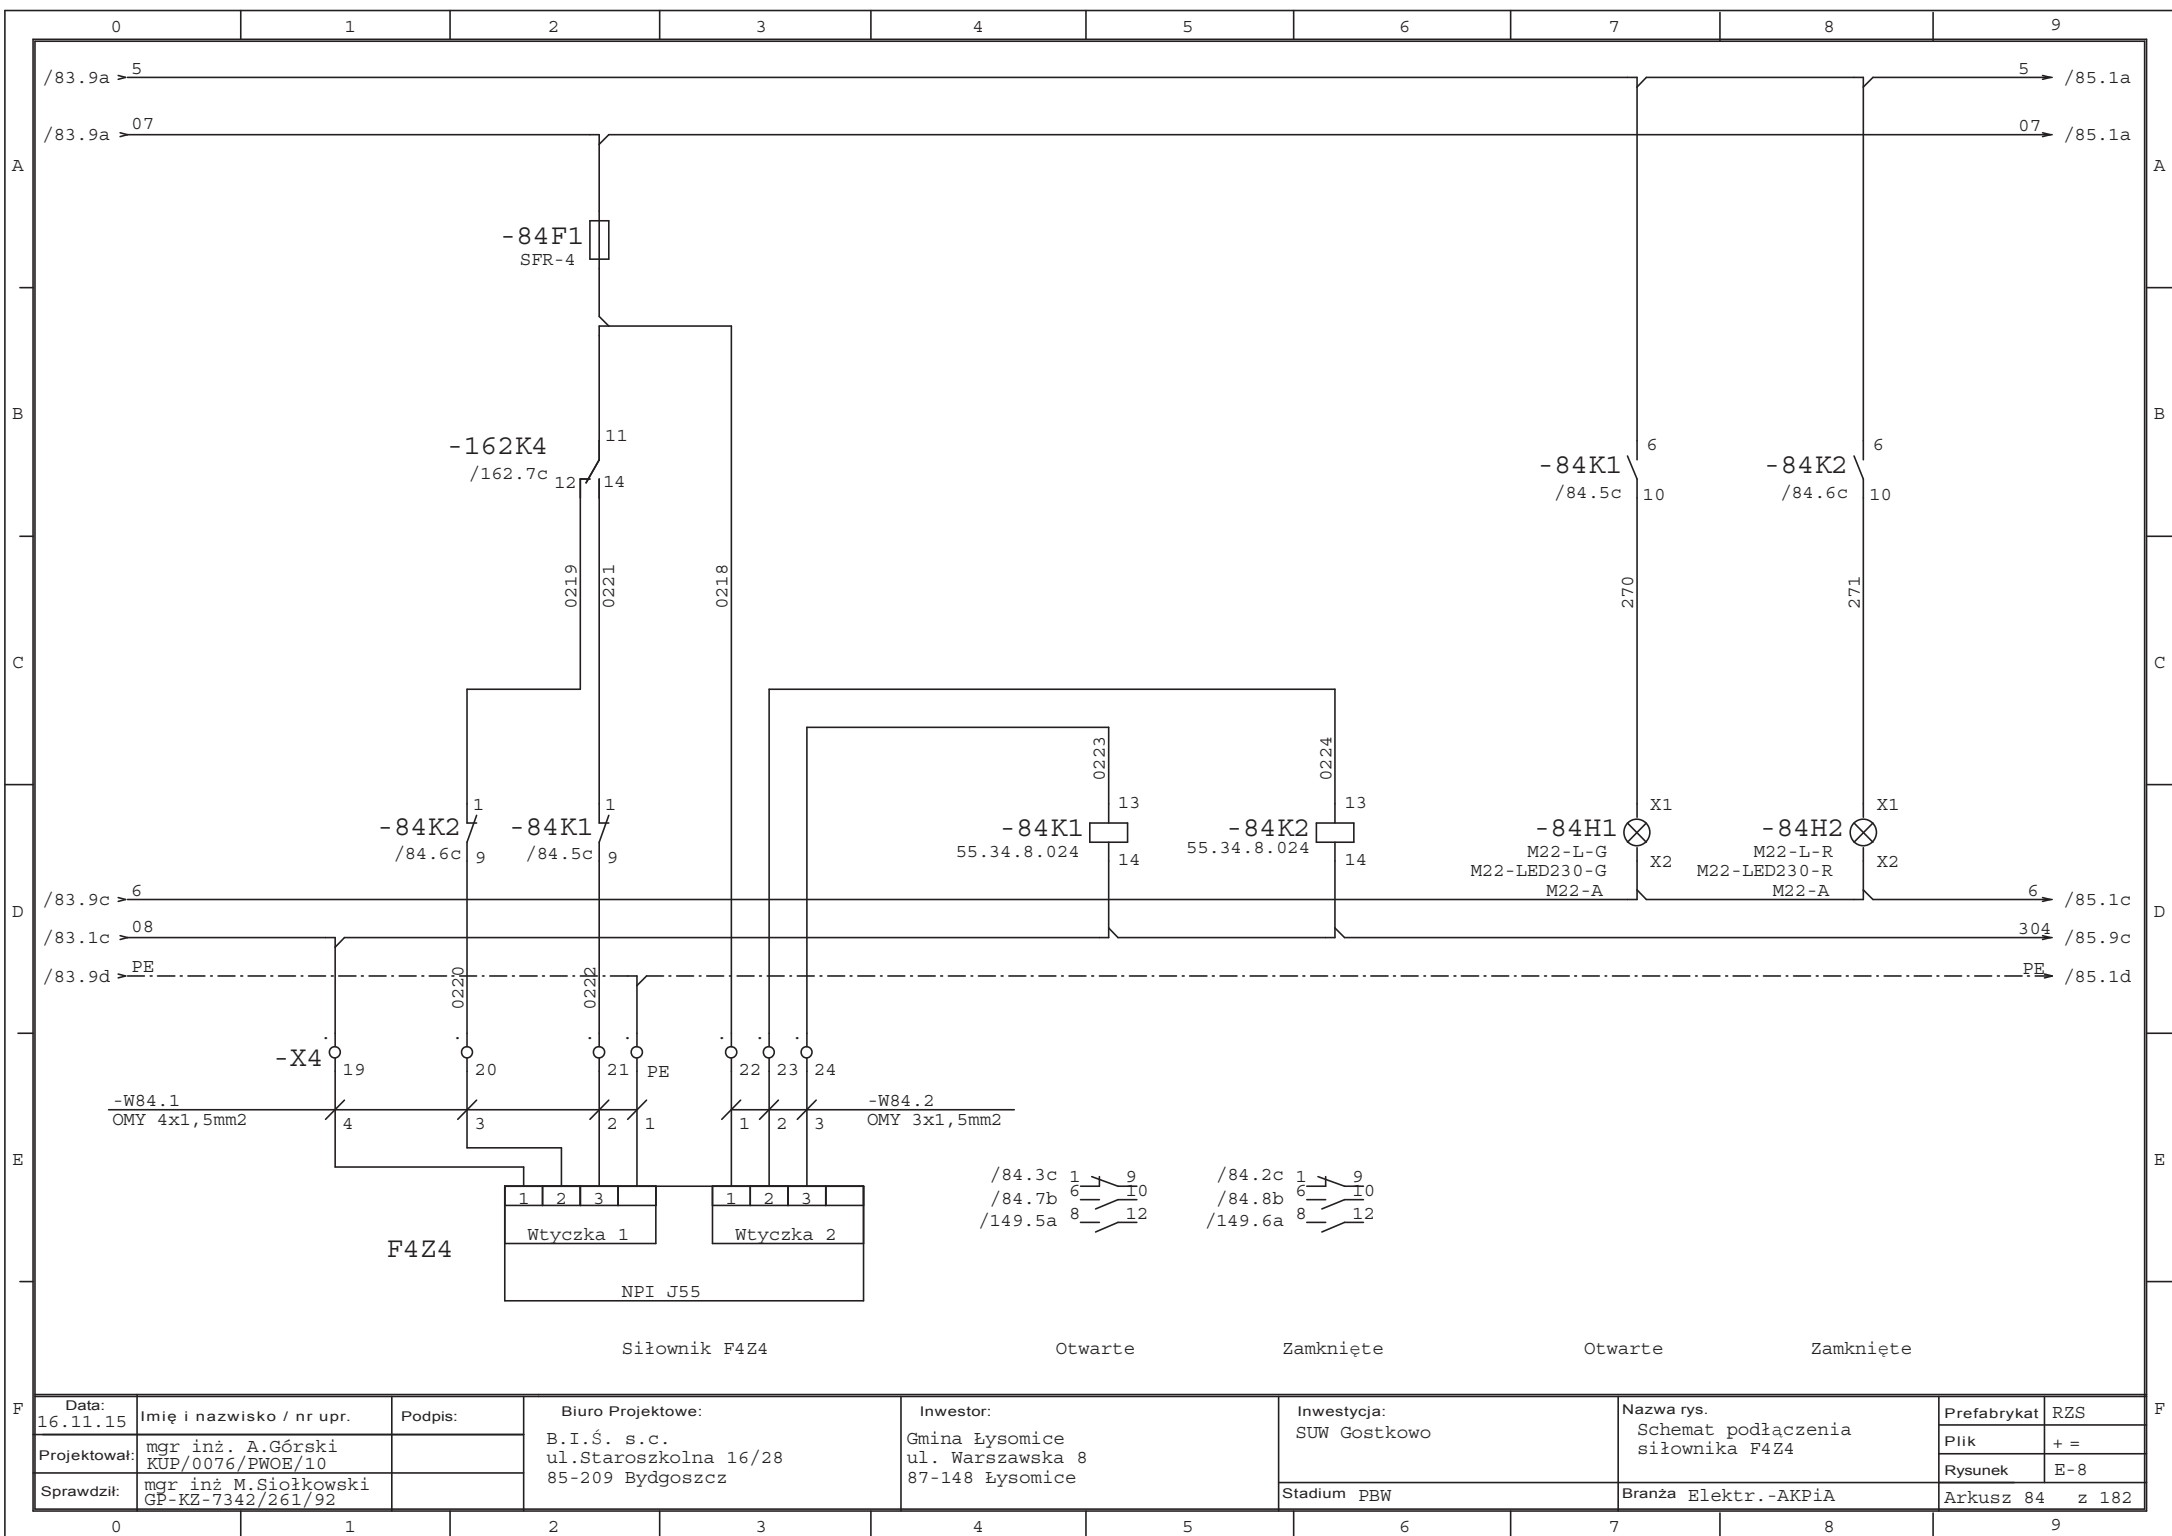 0 1 2 3 4 5 6 7 8 9
/83.9a 5 5 /85.1a
/83.9a 07 07 /85.1a
A A
-84F1
SFR-4
B B
-162K4 11
/162.7c 12 14
-84K1 6
/84.5c 10
-84K2 6
/84.6c 10
0219 0221 0218 270 271
C C
0223 0224
-84K2 1
/84.6c 9
-84K1 1
/84.5c 9
-84K1 13
55.34.8.024 14
-84K2 13
55.34.8.024 14
-84H1 X1
M22-L-G X2
M22-LED230-G
M22-A
-84H2 X1
M22-L-R X2
M22-LED230-R
M22-A
/83.9c 6 6 /85.1c
D D
/83.1c 08 304 /85.9c
/83.9d PE PE /85.1d
0220 0222
-X4 19 20 21 PE 22 23 24
-W84.1
OMY 4x1,5mm2
4 3 2 1 1 2 3
-W84.2
OMY 3x1,5mm2
E E
1 2 3 1 2 3
Wtyczka 1 Wtyczka 2
F4Z4
NPI J55
/84.3c 1 9
/84.7b 6 10
/149.5a 8 12
/84.2c 1 9
/84.8b 6 10
/149.6a 8 12
Siłownik F4Z4 Otwarte Zamknięte Otwarte Zamknięte
F F
Data:
16.11.15
Imię i nazwisko / nr upr.
Podpis:
Projektował:
mgr inż. A.Górski
KUP/0076/PWOE/10
Sprawdził:
mgr inż M.Siołkowski
GP-KZ-7342/261/92
Biuro Projektowe:
B.I.Ś. s.c.
ul.Staroszkolna 16/28
85-209 Bydgoszcz
Inwestor:
Gmina Łysomice
ul. Warszawska 8
87-148 Łysomice
Inwestycja:
SUW Gostkowo
Stadium PBW
Nazwa rys.
Schemat podłączenia
siłownika F4Z4
Branża Elektr.-AKPiA
Prefabrykat RZS
Plik + =
Rysunek E-8
Arkusz 84 z 182
0 1 2 3 4 5 6 7 8 9